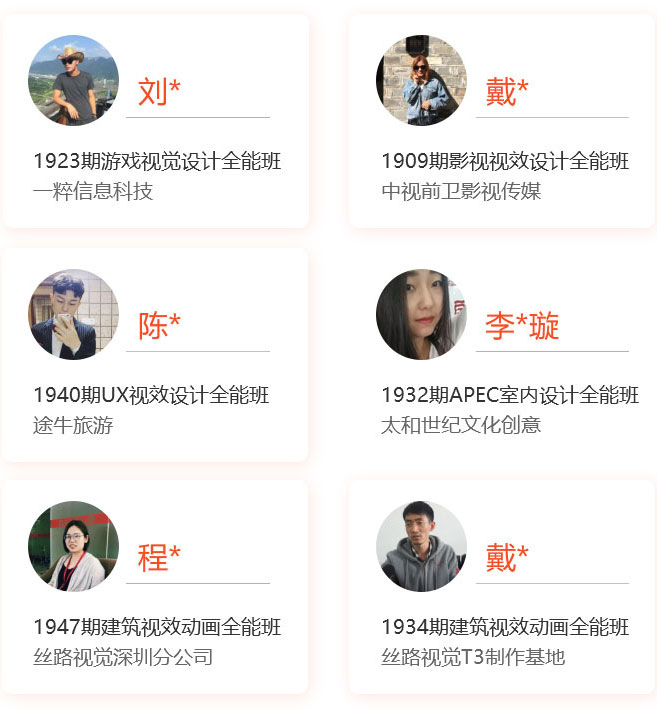 刘*
1923期游戏视觉设计全能班
一粹信息科技
戴*
1909期影视视效设计全能班
中视前卫影视传媒
陈*
1940期UX视效设计全能班
途牛旅游
李*璇
1932期APEC室内设计全能班
太和世纪文化创意
程*
1947期建筑视效动画全能班
丝路视觉深圳分公司
戴*
1934期建筑视效动画全能班
丝路视觉T3制作基地